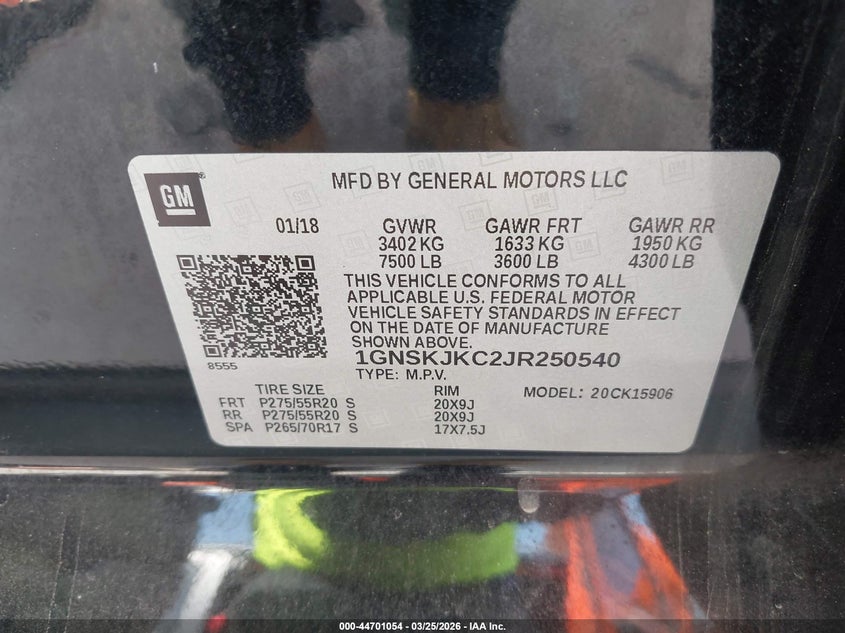 GM
MFD BY GENERAL MOTORS LLC
01/18 GVWR GAWR FRT GAWR RR
3402 KG 1633 KG 1950 KG
7500 LB 3600 LB 4300 LB
THIS VEHICLE CONFORMS TO ALL
APPLICABLE U.S. FEDERAL MOTOR
VEHICLE SAFETY STANDARDS IN EFFECT
ON THE DATE OF MANUFACTURE
SHOWN ABOVE.
8555
1GNSKJKC2JR250540
TYPE: M.P.V.
TIRE SIZE RIM MODEL: 20CK15906
FRT P275/55R20 S 20X9J
RR P275/55R20 S 20X9J
SPA P265/70R17 S 17X7.5J
000-44701054 — 03/25/2026 — IAA Inc.